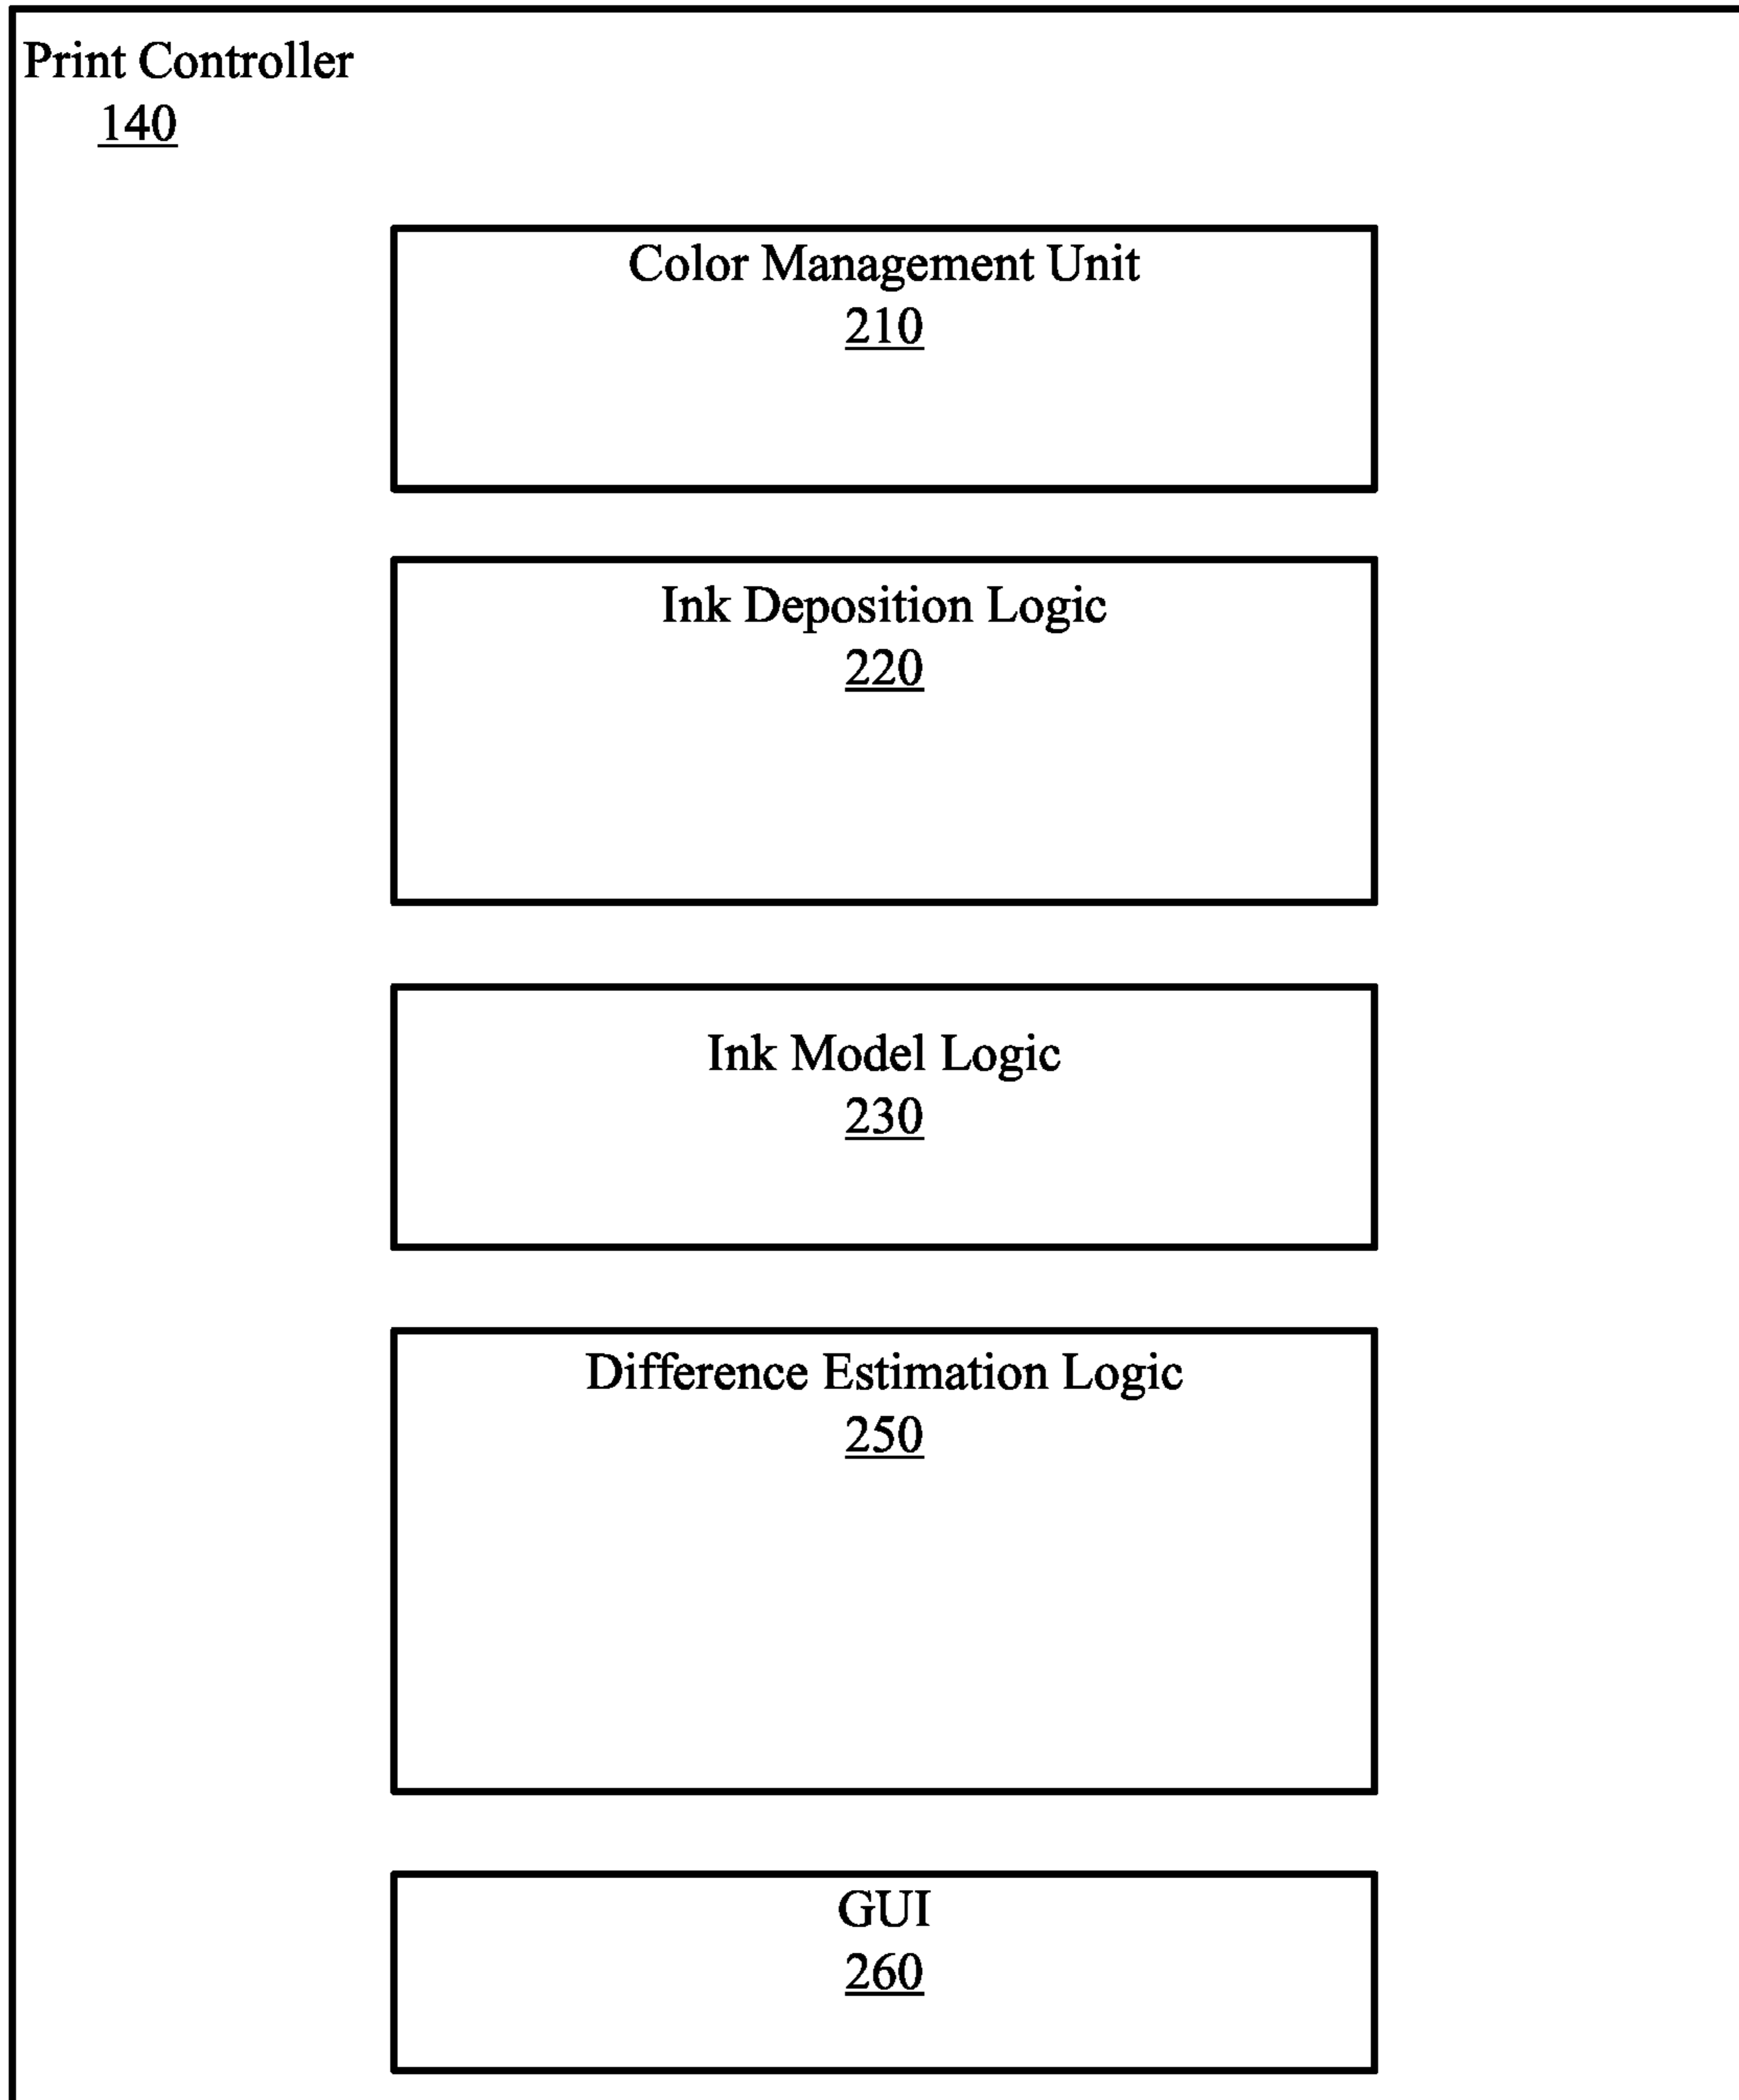 Print Controller
140
Color Management Unit
210
Ink Deposition Logic
220
Ink Model Logic
230
Difference Estimation Logic
250
GUI
260